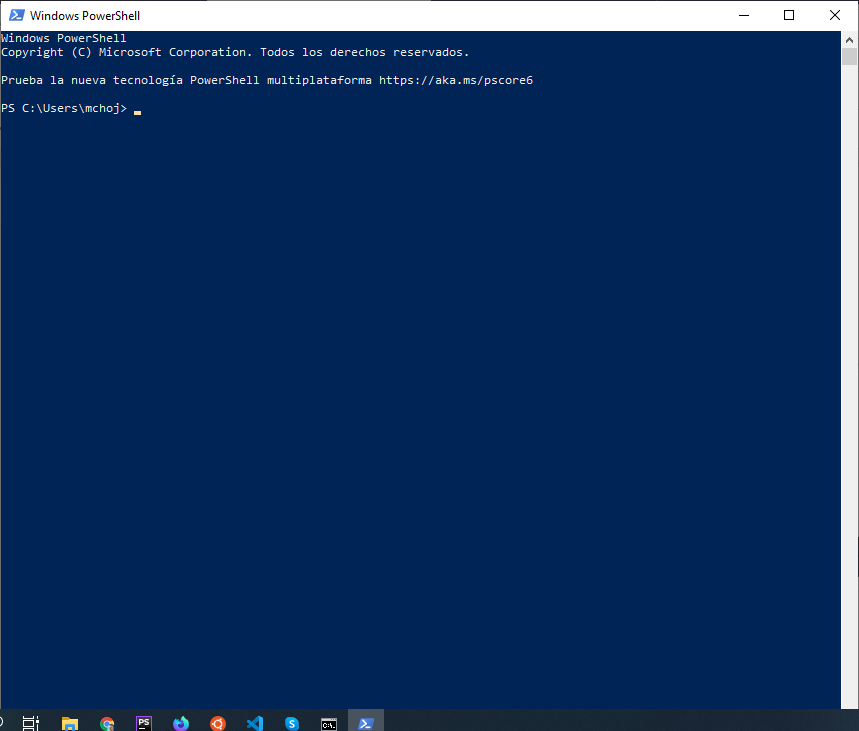 Windows PowerShell
Windows PowerShell
Copyright (C) Microsoft Corporation. Todos los derechos reservados.
Prueba la nueva tecnología PowerShell multiplataforma https://aka.ms/pscore6
PS C:\Users\mchoj>
PS
S
C:\.